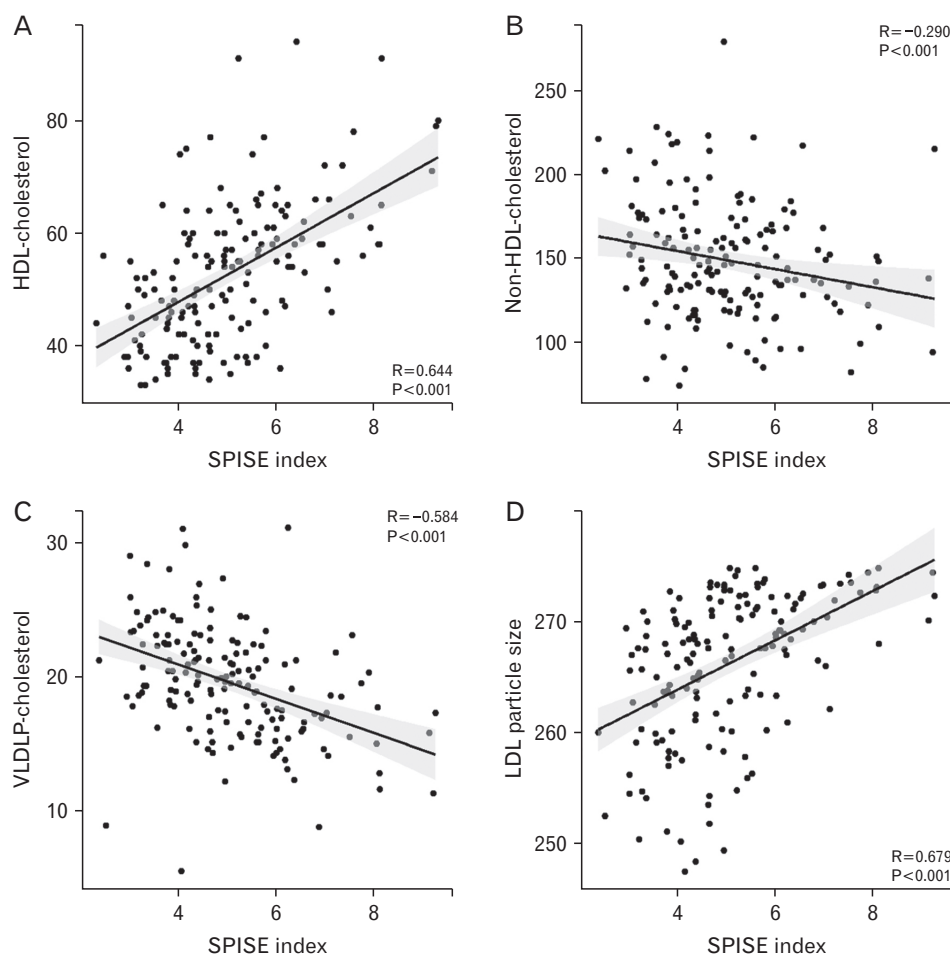 A
HDL-cholesterol
80
60
40
4 6 8
SPISE index
R=0.644
P<0.001
B
Non-HDL-cholesterol
250
200
150
100
4 6 8
SPISE index
R=−0.290
P<0.001
C
VLDLP-cholesterol
30
20
10
4 6 8
SPISE index
R=−0.584
P<0.001
D
LDL particle size
270
260
250
4 6 8
SPISE index
R=0.679
P<0.001